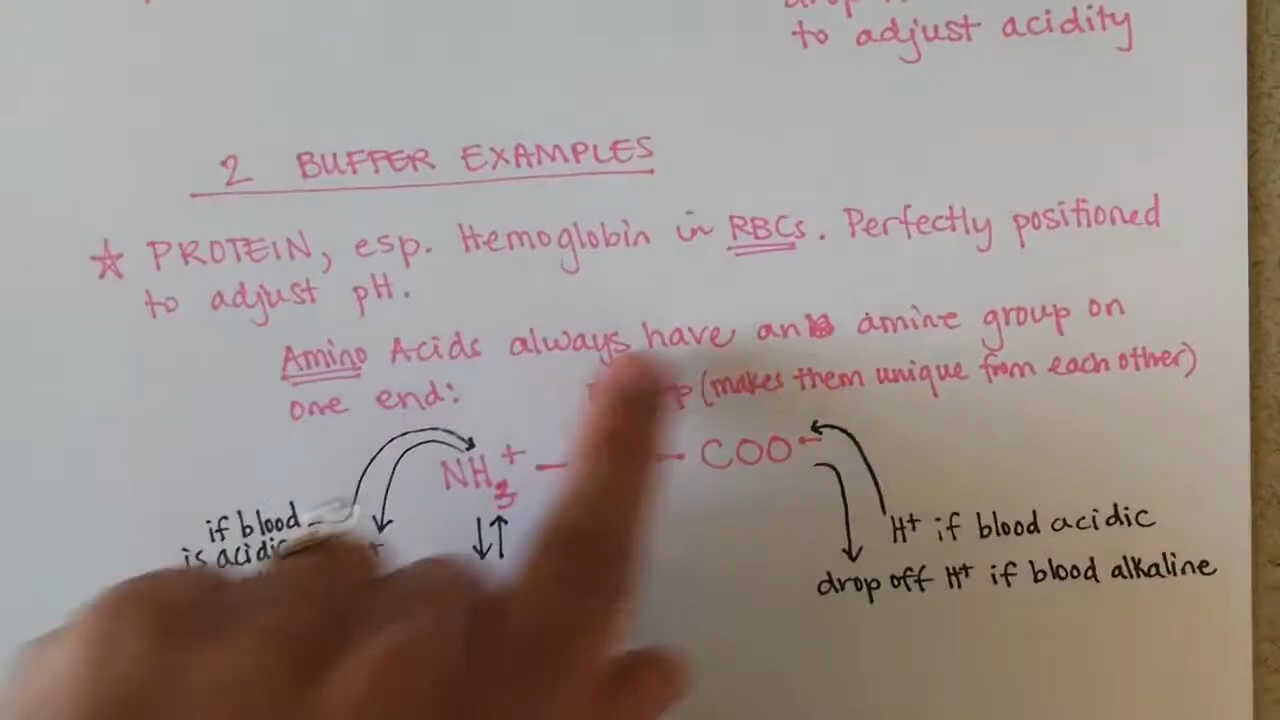 to adjust acidity
2 BUFFER EXAMPLES
☆ PROTEIN, esp. Hemoglobin in RBCs. Perfectly positioned
to adjust pH.
Amino Acids always have an amine group on
one end: (makes them unique from each other)
NH3+ — — COO-
if blood
is acidic
H+ if blood acidic
drop off H+ if blood alkaline